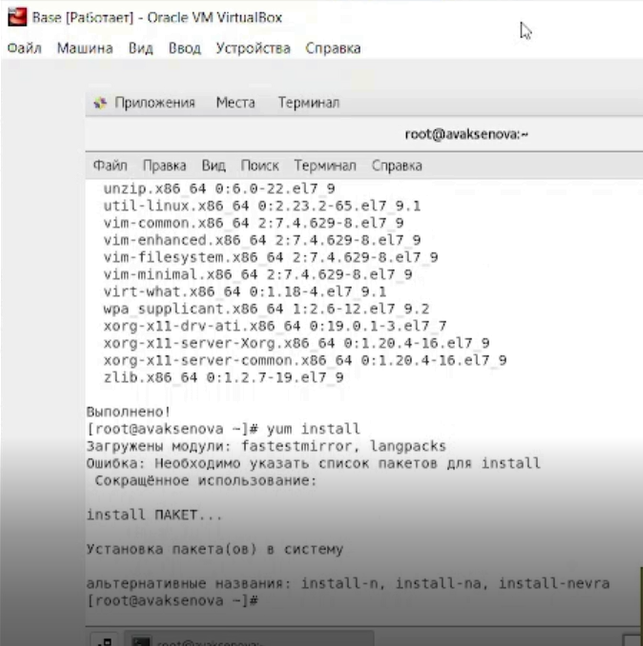 Base [Работает] - Oracle VM VirtualBox
Файл Машина Вид Ввод Устройства Справка
Приложения Места Терминал
root@avaksenova:~
Файл Правка Вид Поиск Терминал Справка
unzip.x86_64 0:6.0-22.el7_9
util-linux.x86_64 0:2.23.2-65.el7_9.1
vim-common.x86_64 2:7.4.629-8.el7_9
vim-enhanced.x86_64 2:7.4.629-8.el7_9
vim-filesystem.x86_64 2:7.4.629-8.el7_9
vim-minimal.x86_64 2:7.4.629-8.el7_9
virt-what.x86_64 0:1.18-4.el7_9.1
wpa_supplicant.x86_64 1:2.6-12.el7_9.2
xorg-x11-drv-ati.x86_64 0:19.0.1-3.el7_7
xorg-x11-server-Xorg.x86_64 0:1.20.4-16.el7_9
xorg-x11-server-common.x86_64 0:1.20.4-16.el7_9
zlib.x86_64 0:1.2.7-19.el7_9
Выполнено!
[root@avaksenova ~]# yum install
Загружены модули: fastestmirror, langpacks
Ошибка: Необходимо указать список пакетов для install
Сокращённое использование:
install ПАКЕТ...
Установка пакета(ов) в систему
альтернативные названия: install-n, install-na, install-nevra
[root@avaksenova ~]#
root@avaksenova:~